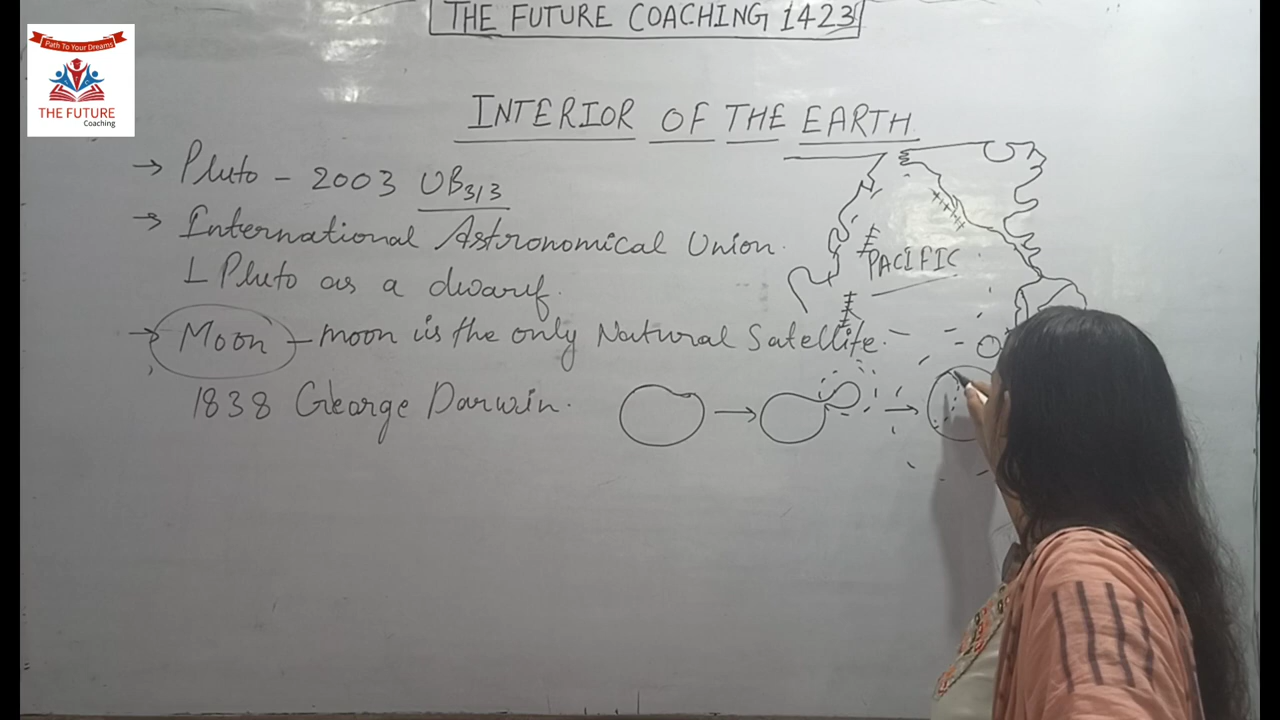 THE FUTURE COACHING 1423
Path To Your Dreams
THE FUTURE
Coaching
INTERIOR OF THE EARTH
→ Pluto - 2003 UB313
→ International Astronomical Union.
Pluto as a dwarf.
PACIFIC
→ Moon - moon is the only Natural Satellite.
1838 George Darwin.